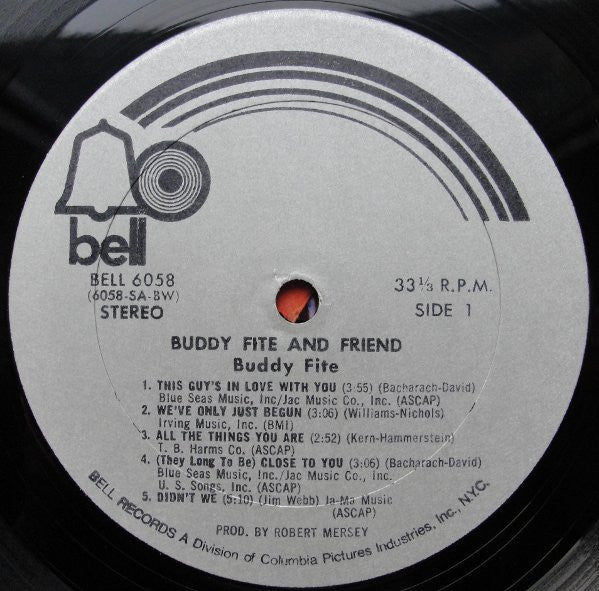 bell
BELL 6058
(6058-SA-BW)
STEREO
33⅓ R.P.M.
SIDE 1
BUDDY FITE AND FRIEND
Buddy Fite
1. THIS GUY'S IN LOVE WITH YOU (3:55) (Bacharach-David)
Blue Seas Music, Inc/Jac Music Co., Inc. (ASCAP)
2. WE'VE ONLY JUST BEGUN (3:06) (Williams-Nichols)
Irving Music, Inc. (BMI)
3. ALL THE THINGS YOU ARE (2:52) (Kern-Hammerstein)
T. B. Harms Co. (ASCAP)
4. (They Long To Be) CLOSE TO YOU (3:06) (Bacharach-David)
Blue Seas Music, Inc./Jac Music Co., Inc./
U. S. Songs, Inc. (ASCAP)
5. DIDN'T WE (5:10) (Jim Webb) Ja-Ma Music
(ASCAP)
PROD. BY ROBERT MERSEY
BELL RECORDS A Division of Columbia Pictures Industries, Inc., N.Y.C.